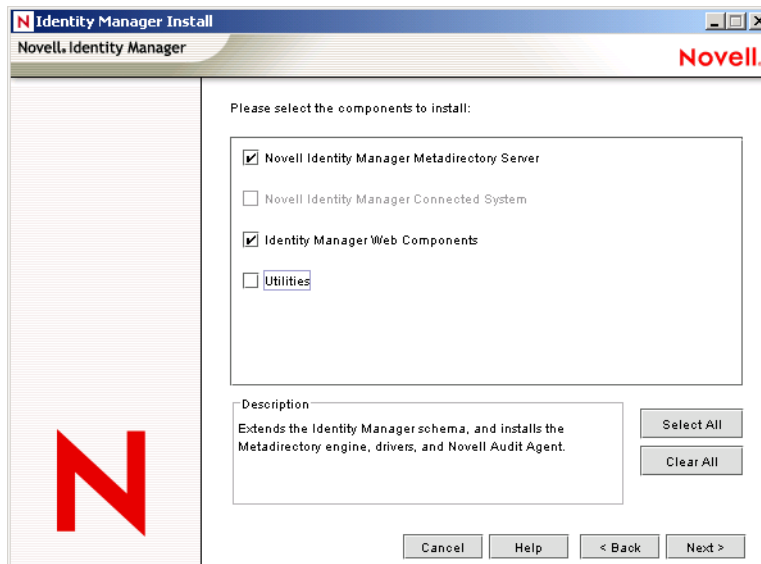 N Identity Manager Install
Novell. Identity Manager
Novell.
Please select the components to install:
Novell Identity Manager Metadirectory Server
Novell Identity Manager Connected System
Identity Manager Web Components
Utilities
Description
Extends the Identity Manager schema, and installs the
Metadirectory engine, drivers, and Novell Audit Agent.
Select All
Clear All
N
Cancel Help < Back Next >